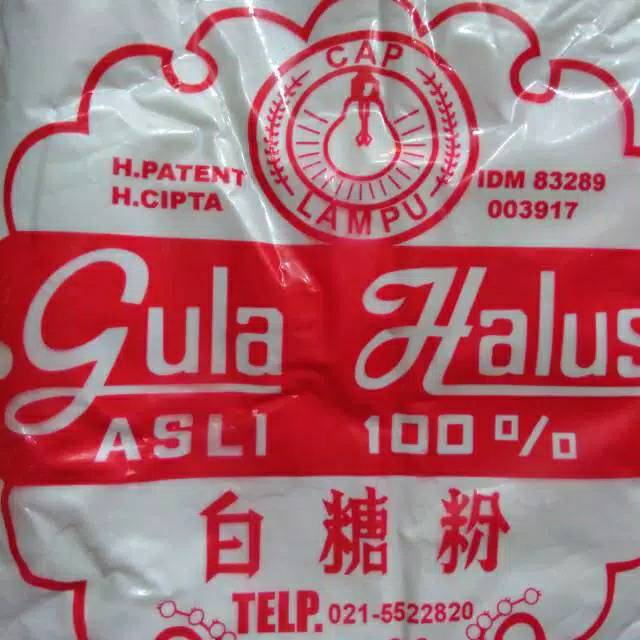 CAP
LAMPU
H.PATENT IDM 83289
H.CIPTA 003917
Gula Halus
ASLI 100%
白糖粉
TELP. 021-5522820